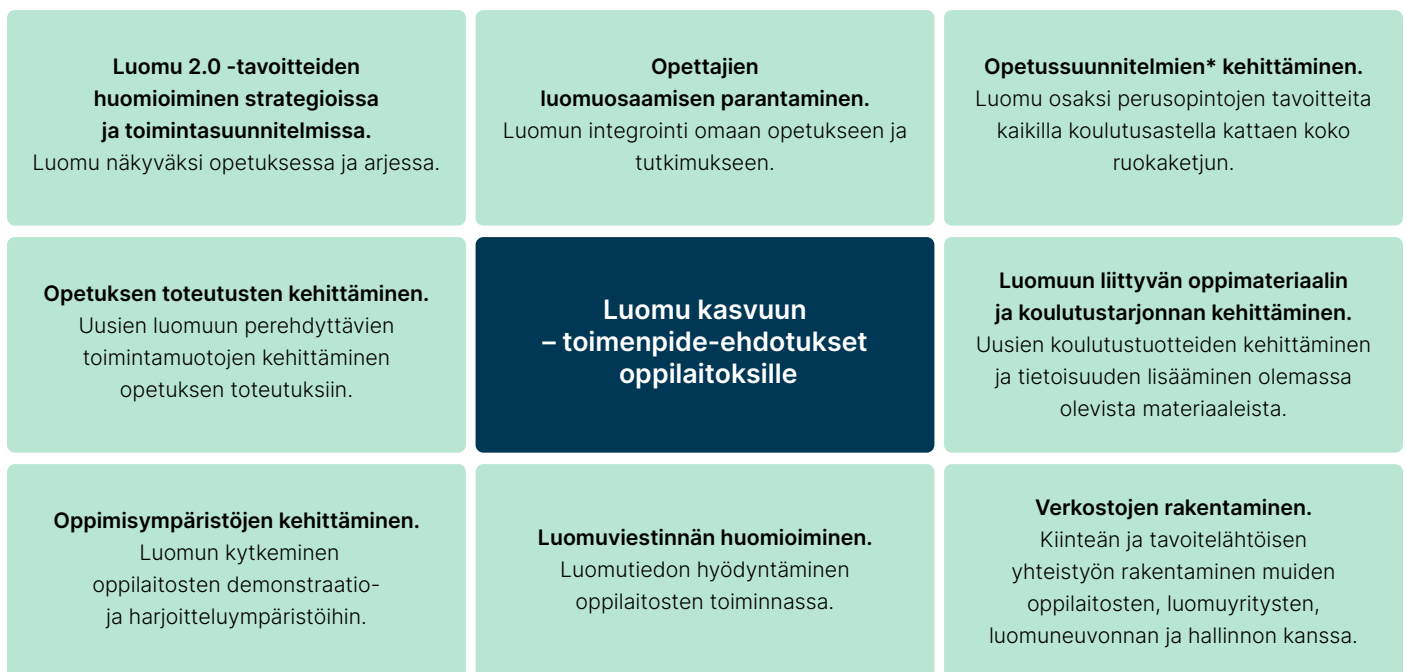 Luomu 2.0 -tavoitteiden
huomioiminen strategioissa
ja toimintasuunnitelmissa.
Luomu näkyväksi opetuksessa ja arjessa.
Opettajien
luomuosaamisen parantaminen.
Luomun integrointi omaan opetukseen ja
tutkimukseen.
Opetussuunnitelmien* kehittäminen.
Luomu osaksi perusopintojen tavoitteita
kaikilla koulutusastella kattaen koko
ruokaketjun.
Opetuksen toteutusten kehittäminen.
Uusien luomuun perehdyttävien
toimintamuotojen kehittäminen
opetuksen toteutuksiin.
Luomu kasvuun
– toimenpide-ehdotukset
oppilaitoksille
Luomuun liittyvän oppimateriaalin
ja koulutustarjonnan kehittäminen.
Uusien koulutustuotteiden kehittäminen
ja tietoisuuden lisääminen olemassa
olevista materiaaleista.
Oppimisympäristöjen kehittäminen.
Luomun kytkeminen
oppilaitosten demonstraatio-
ja harjoitteluympäristöihin.
Luomuviestinnän huomioiminen.
Luomutiedon hyödyntäminen
oppilaitosten toiminnassa.
Verkostojen rakentaminen.
Kiinteän ja tavoitelähtöisen
yhteistyön rakentaminen muiden
oppilaitosten, luomuyritysten,
luomuneuvonnan ja hallinnon kanssa.